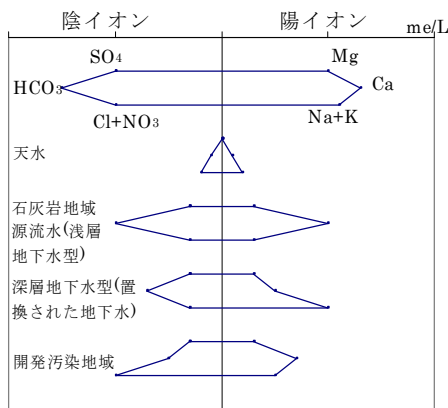 陰イオン 陽イオン
me/L
SO4 Mg
HCO3 Ca
Cl+NO3 Na+K
天水
石灰岩地域
源流水(浅層
地下水型)
深層地下水型(置
換された地下水)
開発汚染地域